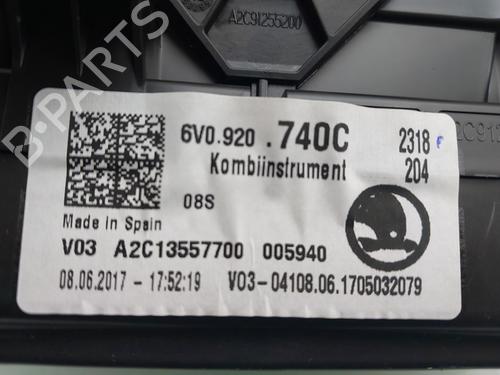 A2C91255200
6V0.920 .740C 2318 F
Kombiinstrument 204
08S
Made in Spain
V03 A2C13557700 005940
08.06.2017 - 17:52:19 V03-04108.06.1705032079